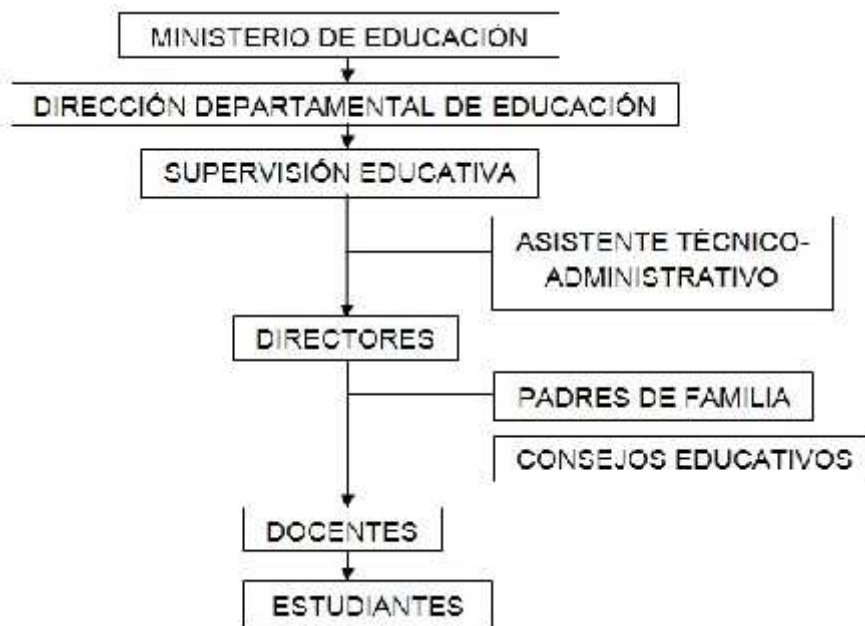 MINISTERIO DE EDUCACIÓN
DIRECCIÓN DEPARTAMENTAL DE EDUCACIÓN
SUPERVISIÓN EDUCATIVA
ASISTENTE TÉCNICO-
ADMINISTRATIVO
DIRECTORES
PADRES DE FAMILIA
CONSEJOS EDUCATIVOS
DOCENTES
ESTUDIANTES